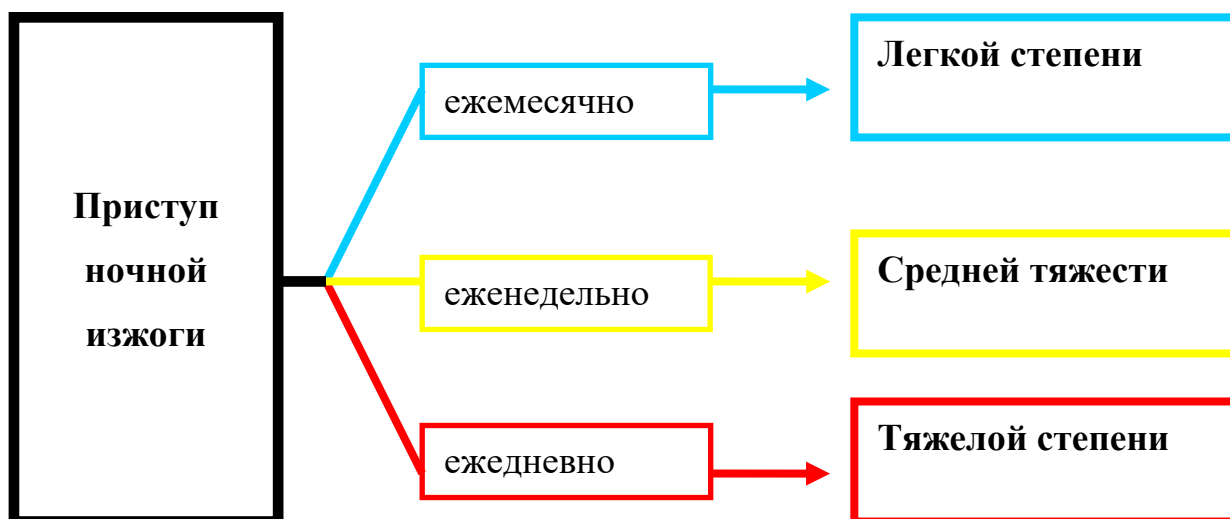 Приступ
ночной
изжоги
ежемесячно
Легкой степени
еженедельно
Средней тяжести
ежедневно
Тяжелой степени